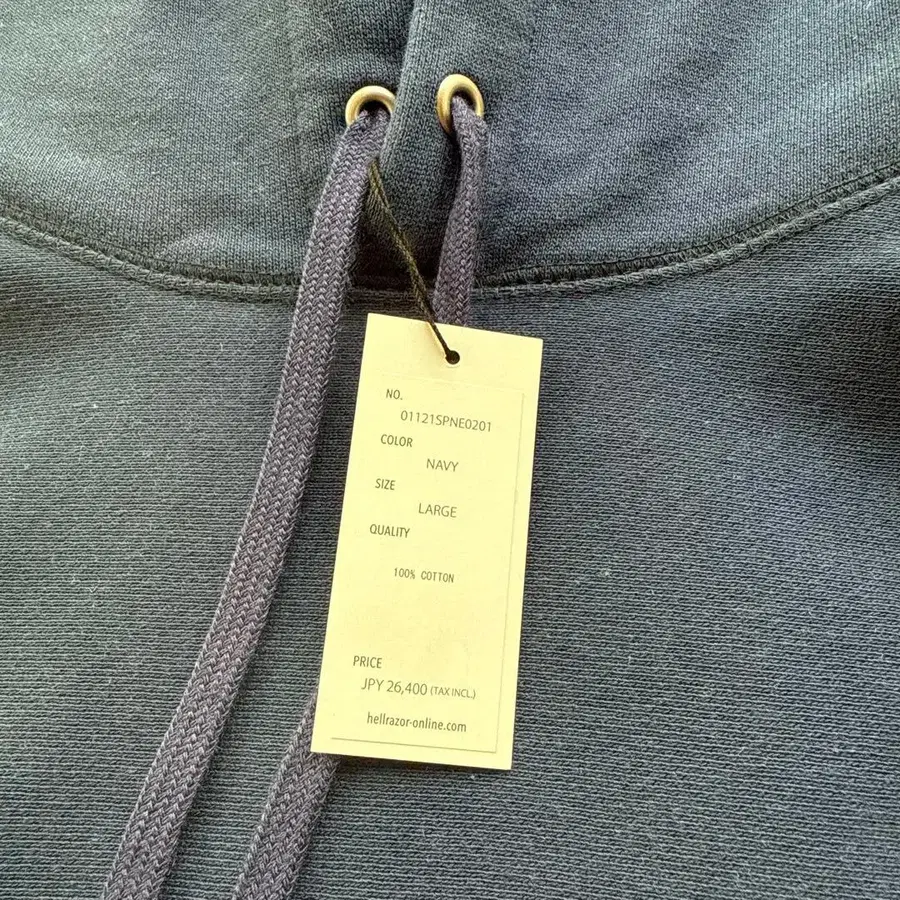 NO.
01121SPNE0201
COLOR
NAVY
SIZE
LARGE
QUALITY
100% COTTON
PRICE
JPY 26,400 (TAX INCL.)
hellrazor-online.com